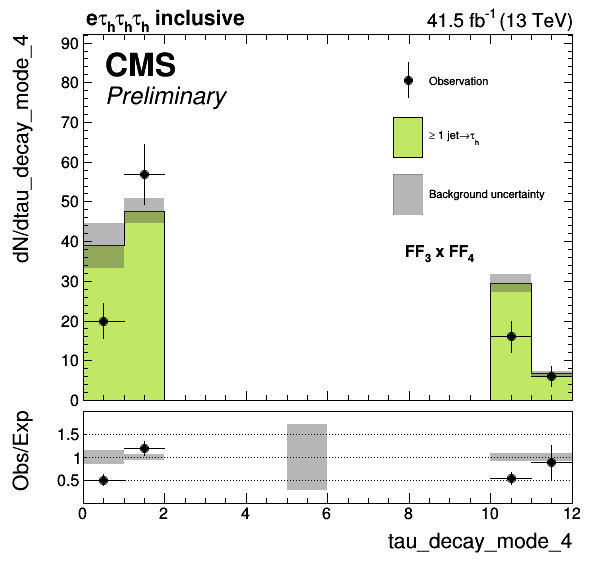 eτhτhτh inclusive
41.5 fb⁻¹ (13 TeV)
CMS
Preliminary
Observation
≥ 1 jet→τh
Background uncertainty
FF₃ x FF₄
dN/dtau_decay_mode_4
90
80
70
60
50
40
30
20
10
0
Obs/Exp
1.5
1
0.5
0 2 4 6 8 10 12
tau_decay_mode_4